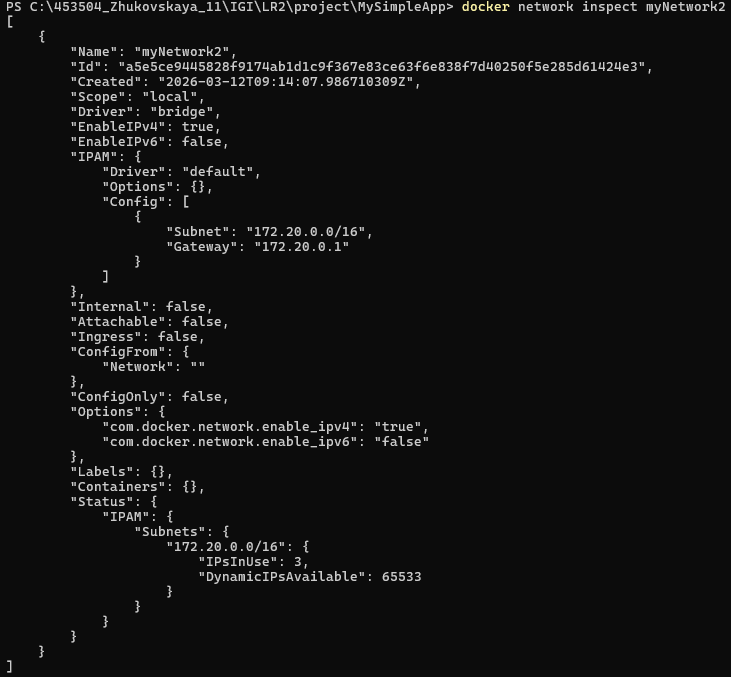 PS C:\453504_Zhukovskaya_11\IGI\LR2\project\MySimpleApp> docker network inspect myNetwork2
[
    {
        "Name": "myNetwork2",
        "Id": "a5e5ce9445828f9174ab1d1c9f367e83ce63f6e838f7d40250f5e285d61424e3",
        "Created": "2026-03-12T09:14:07.986710309Z",
        "Scope": "local",
        "Driver": "bridge",
        "EnableIPv4": true,
        "EnableIPv6": false,
        "IPAM": {
            "Driver": "default",
            "Options": {},
            "Config": [
                {
                    "Subnet": "172.20.0.0/16",
                    "Gateway": "172.20.0.1"
                }
            ]
        },
        "Internal": false,
        "Attachable": false,
        "Ingress": false,
        "ConfigFrom": {
            "Network": ""
        },
        "ConfigOnly": false,
        "Options": {
            "com.docker.network.enable_ipv4": "true",
            "com.docker.network.enable_ipv6": "false"
        },
        "Labels": {},
        "Containers": {},
        "Status": {
            "IPAM": {
                "Subnets": {
                    "172.20.0.0/16": {
                        "IPsInUse": 3,
                        "DynamicIPsAvailable": 65533
                    }
                }
            }
        }
    }
]